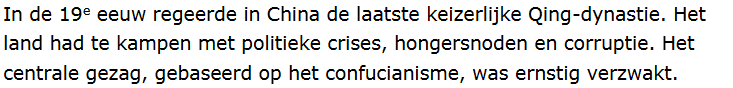 In de 19ᵉ eeuw regeerde in China de laatste keizerlijke Qing-dynastie. Het
land had te kampen met politieke crises, hongersnoden en corruptie. Het
centrale gezag, gebaseerd op het confucianisme, was ernstig verzwakt.